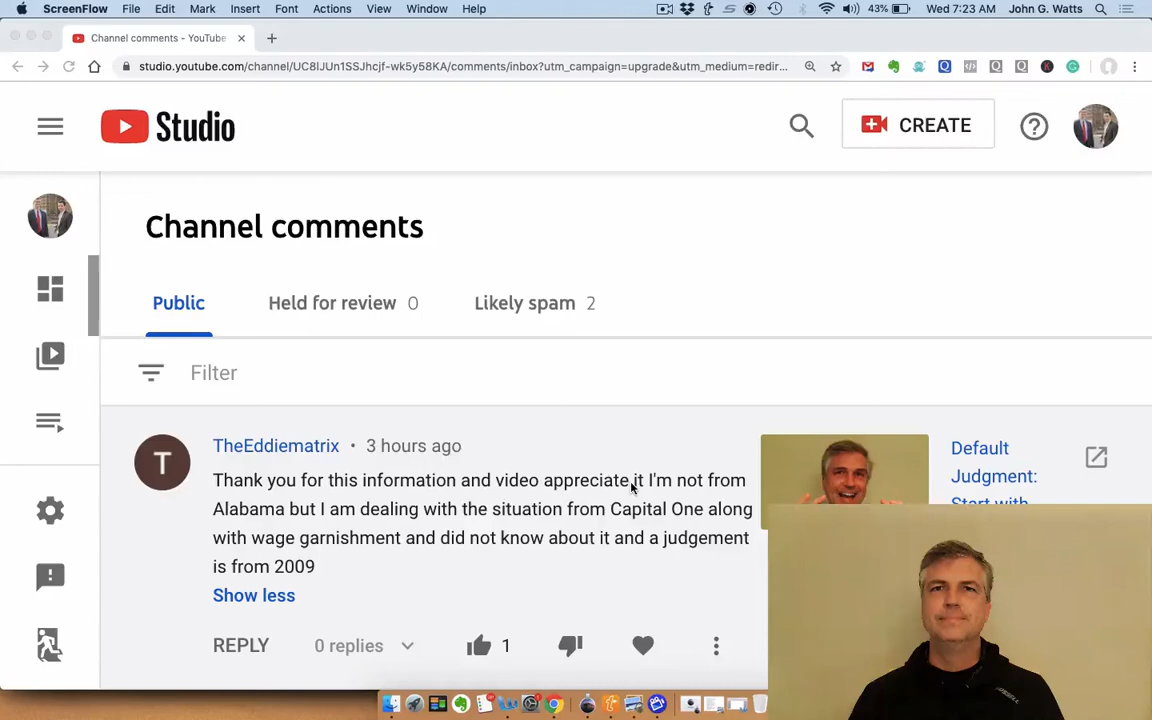 ScreenFlow File Edit Mark Insert Font Actions View Window Help 43% Wed 7:23 AM John G. Watts
Channel comments - YouTube
studio.youtube.com/channel/UC8IJUn1SSJhcjf-wk5y58KA/comments/inbox?utm_campaign=upgrade&utm_medium=redir...
Studio
CREATE
Channel comments
Public Held for review 0 Likely spam 2
Filter
T
TheEddiematrix • 3 hours ago
Thank you for this information and video appreciate it I'm not from
Alabama but I am dealing with the situation from Capital One along
with wage garnishment and did not know about it and a judgement
is from 2009
Show less
REPLY 0 replies 1
Default
Judgment:
Start with